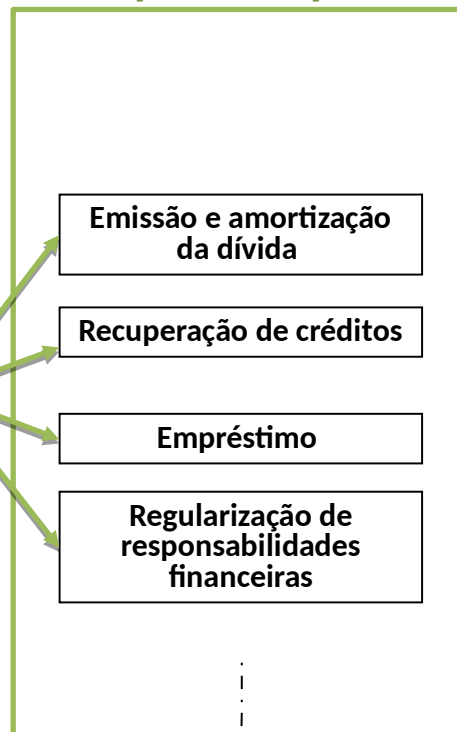 Emissão e amortização
da dívida
Recuperação de créditos
Empréstimo
Regularização de
responsabilidades
financeiras